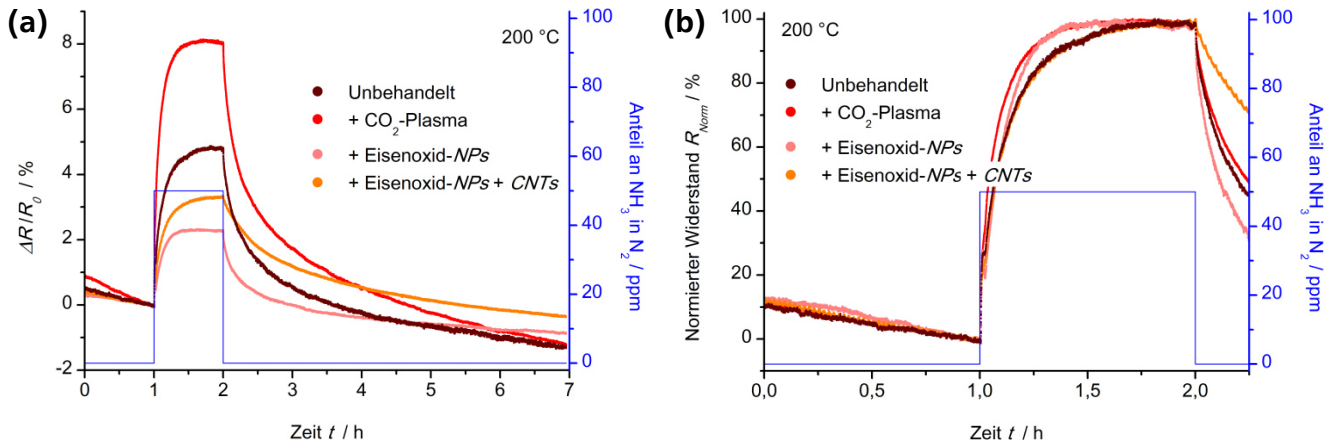 (a)
200 °C
Unbehandelt
+ CO₂-Plasma
+ Eisenoxid-NPs
+ Eisenoxid-NPs + CNTs
ΔR/R₀ / %
8
6
4
2
0
-2
0
1
2
3
4
5
6
7
Zeit t / h
100
80
60
40
20
0
Anteil an NH₃ in N₂ / ppm
(b)
200 °C
Unbehandelt
+ CO₂-Plasma
+ Eisenoxid-NPs
+ Eisenoxid-NPs + CNTs
Normierter Widerstand R_Norm / %
100
80
60
40
20
0
0,0
0,5
1,0
1,5
2,0
Zeit t / h
100
80
60
40
20
0
Anteil an NH₃ in N₂ / ppm